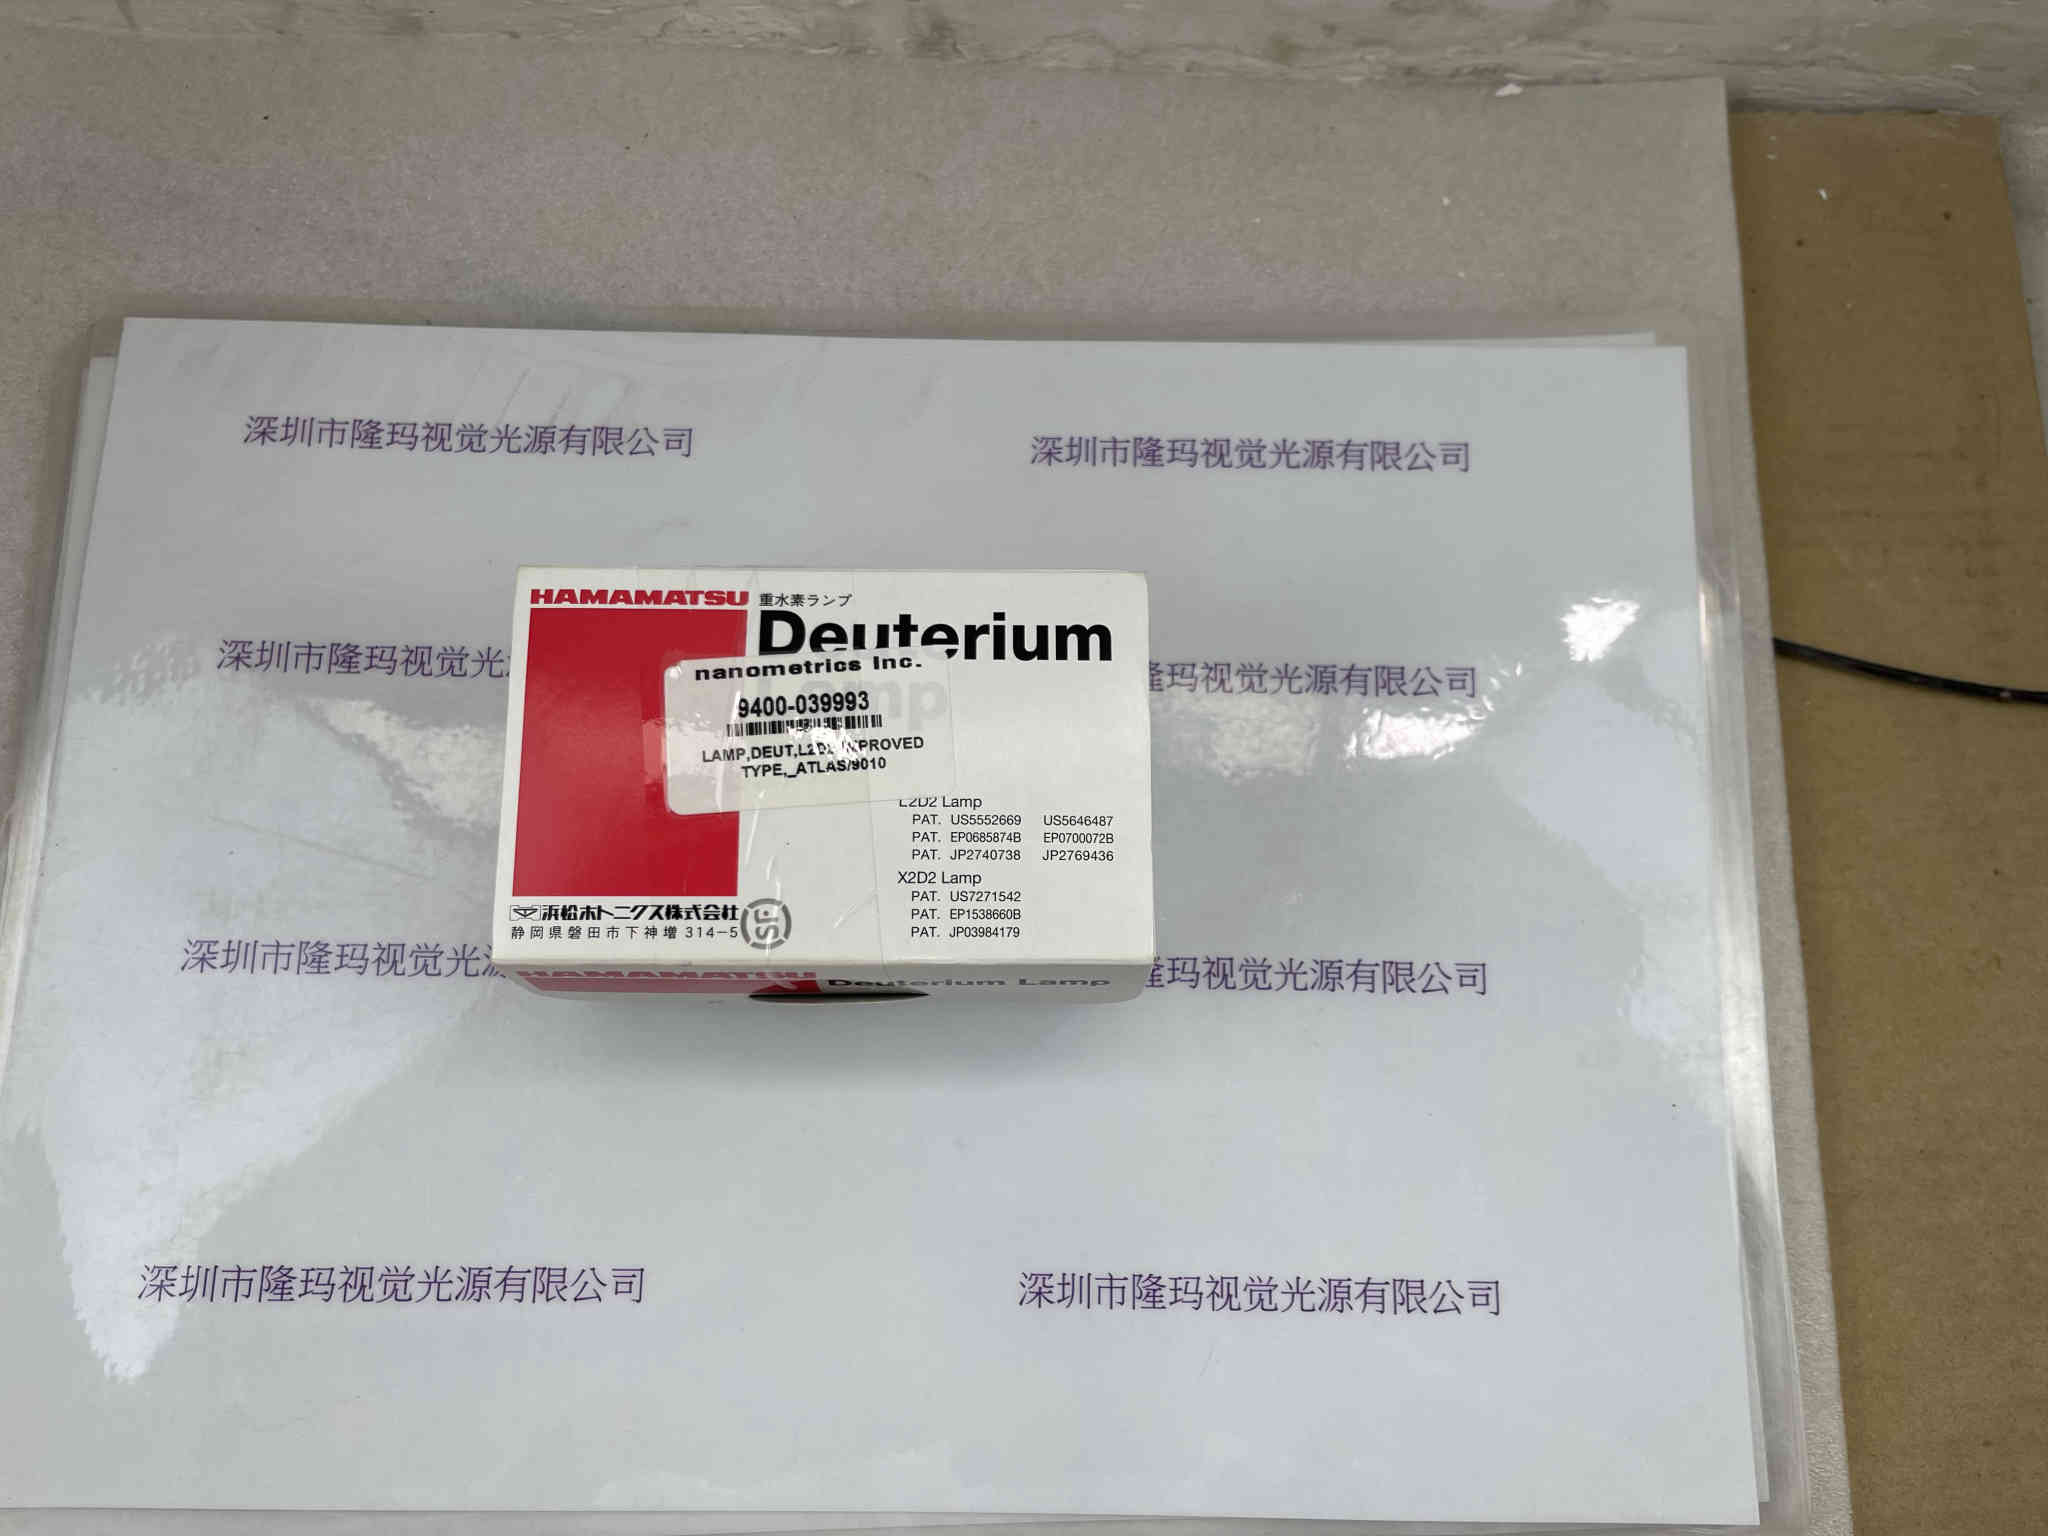 深圳市隆玛视觉光源有限公司
深圳市隆玛视觉光源有限公司
深圳市隆玛视觉光
隆玛视觉光源有限公司
HAMAMATSU
重水素ランプ
Deuterium
nanometrics Inc.
9400-039993
LAMP,DEUT,L2D2 IMPROVED
TYPE,_ATLAS/9010
L2D2 Lamp
PAT. US5552669 US5646487
PAT. EP0685874B EP0700072B
PAT. JP2740738 JP2769436
X2D2 Lamp
PAT. US7271542
PAT. EP1538660B
PAT. JP03984179
浜松ホトニクス株式会社
静岡県磐田市下神増 314-5
HAMAMATSU
Deuterium Lamp
深圳市隆玛视觉光
隆玛视觉光源有限公司
深圳市隆玛视觉光源有限公司
深圳市隆玛视觉光源有限公司